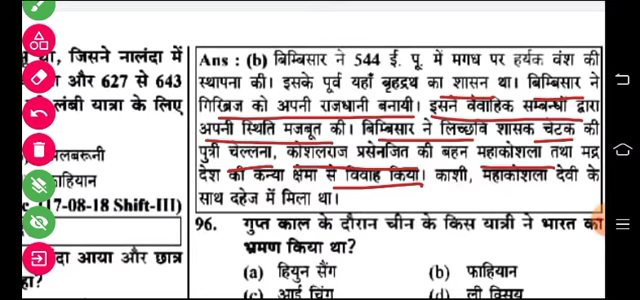 था, जिसने नालंदा में
और 627 से 643
लंबी यात्रा के लिए
लबरूनी
फाहियान
17-08-18 Shift-III)
दा आया और छात्र
Ans : (b) बिम्बिसार ने 544 ई. पू. में मगध पर हर्यक वंश की
स्थापना की। इसके पूर्व यहाँ बृहद्रथ का शासन था। बिम्बिसार ने
गिरिब्रज को अपनी राजधानी बनायी। इसने वैवाहिक सम्बन्धों द्वारा
अपनी स्थिति मजबूत की। बिम्बिसार ने लिच्छवि शासक चेटक की
पुत्री चेल्लना, कोशलराज प्रसेनजित की बहन महाकोशला तथा मद्र
देश की कन्या क्षेमा से विवाह किया। काशी, महाकोशला देवी के
साथ दहेज में मिला था।
96. गुप्त काल के दौरान चीन के किस यात्री ने भारत का
भ्रमण किया था?
(a) हियुन सैंग (b) फाहियान
(c) आई चिंग (d) ली